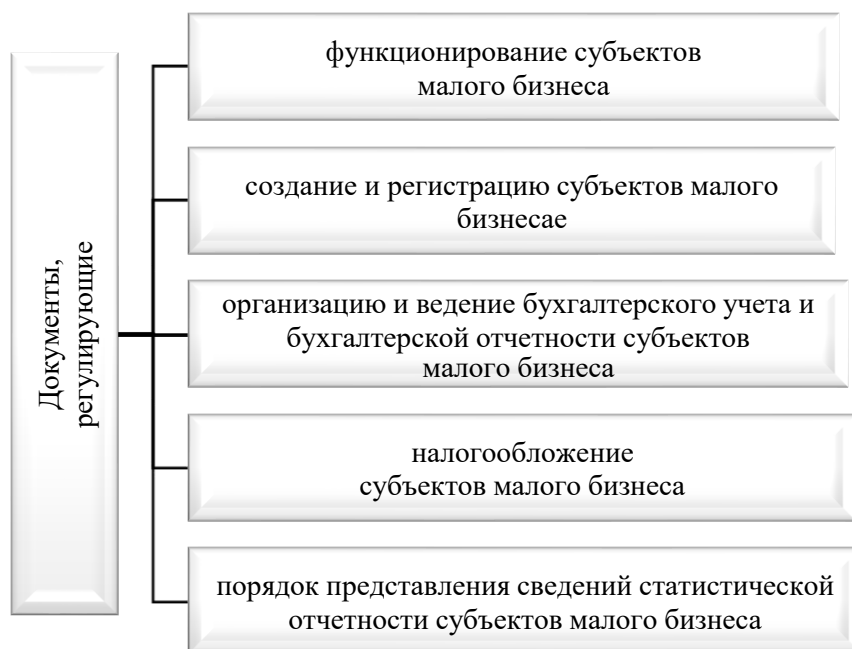 Документы,
регулирующие
функционирование субъектов
малого бизнеса
создание и регистрацию субъектов малого
бизнесае
организацию и ведение бухгалтерского учета и
бухгалтерской отчетности субъектов
малого бизнеса
налогообложение
субъектов малого бизнеса
порядок представления сведений статистической
отчетности субъектов малого бизнеса